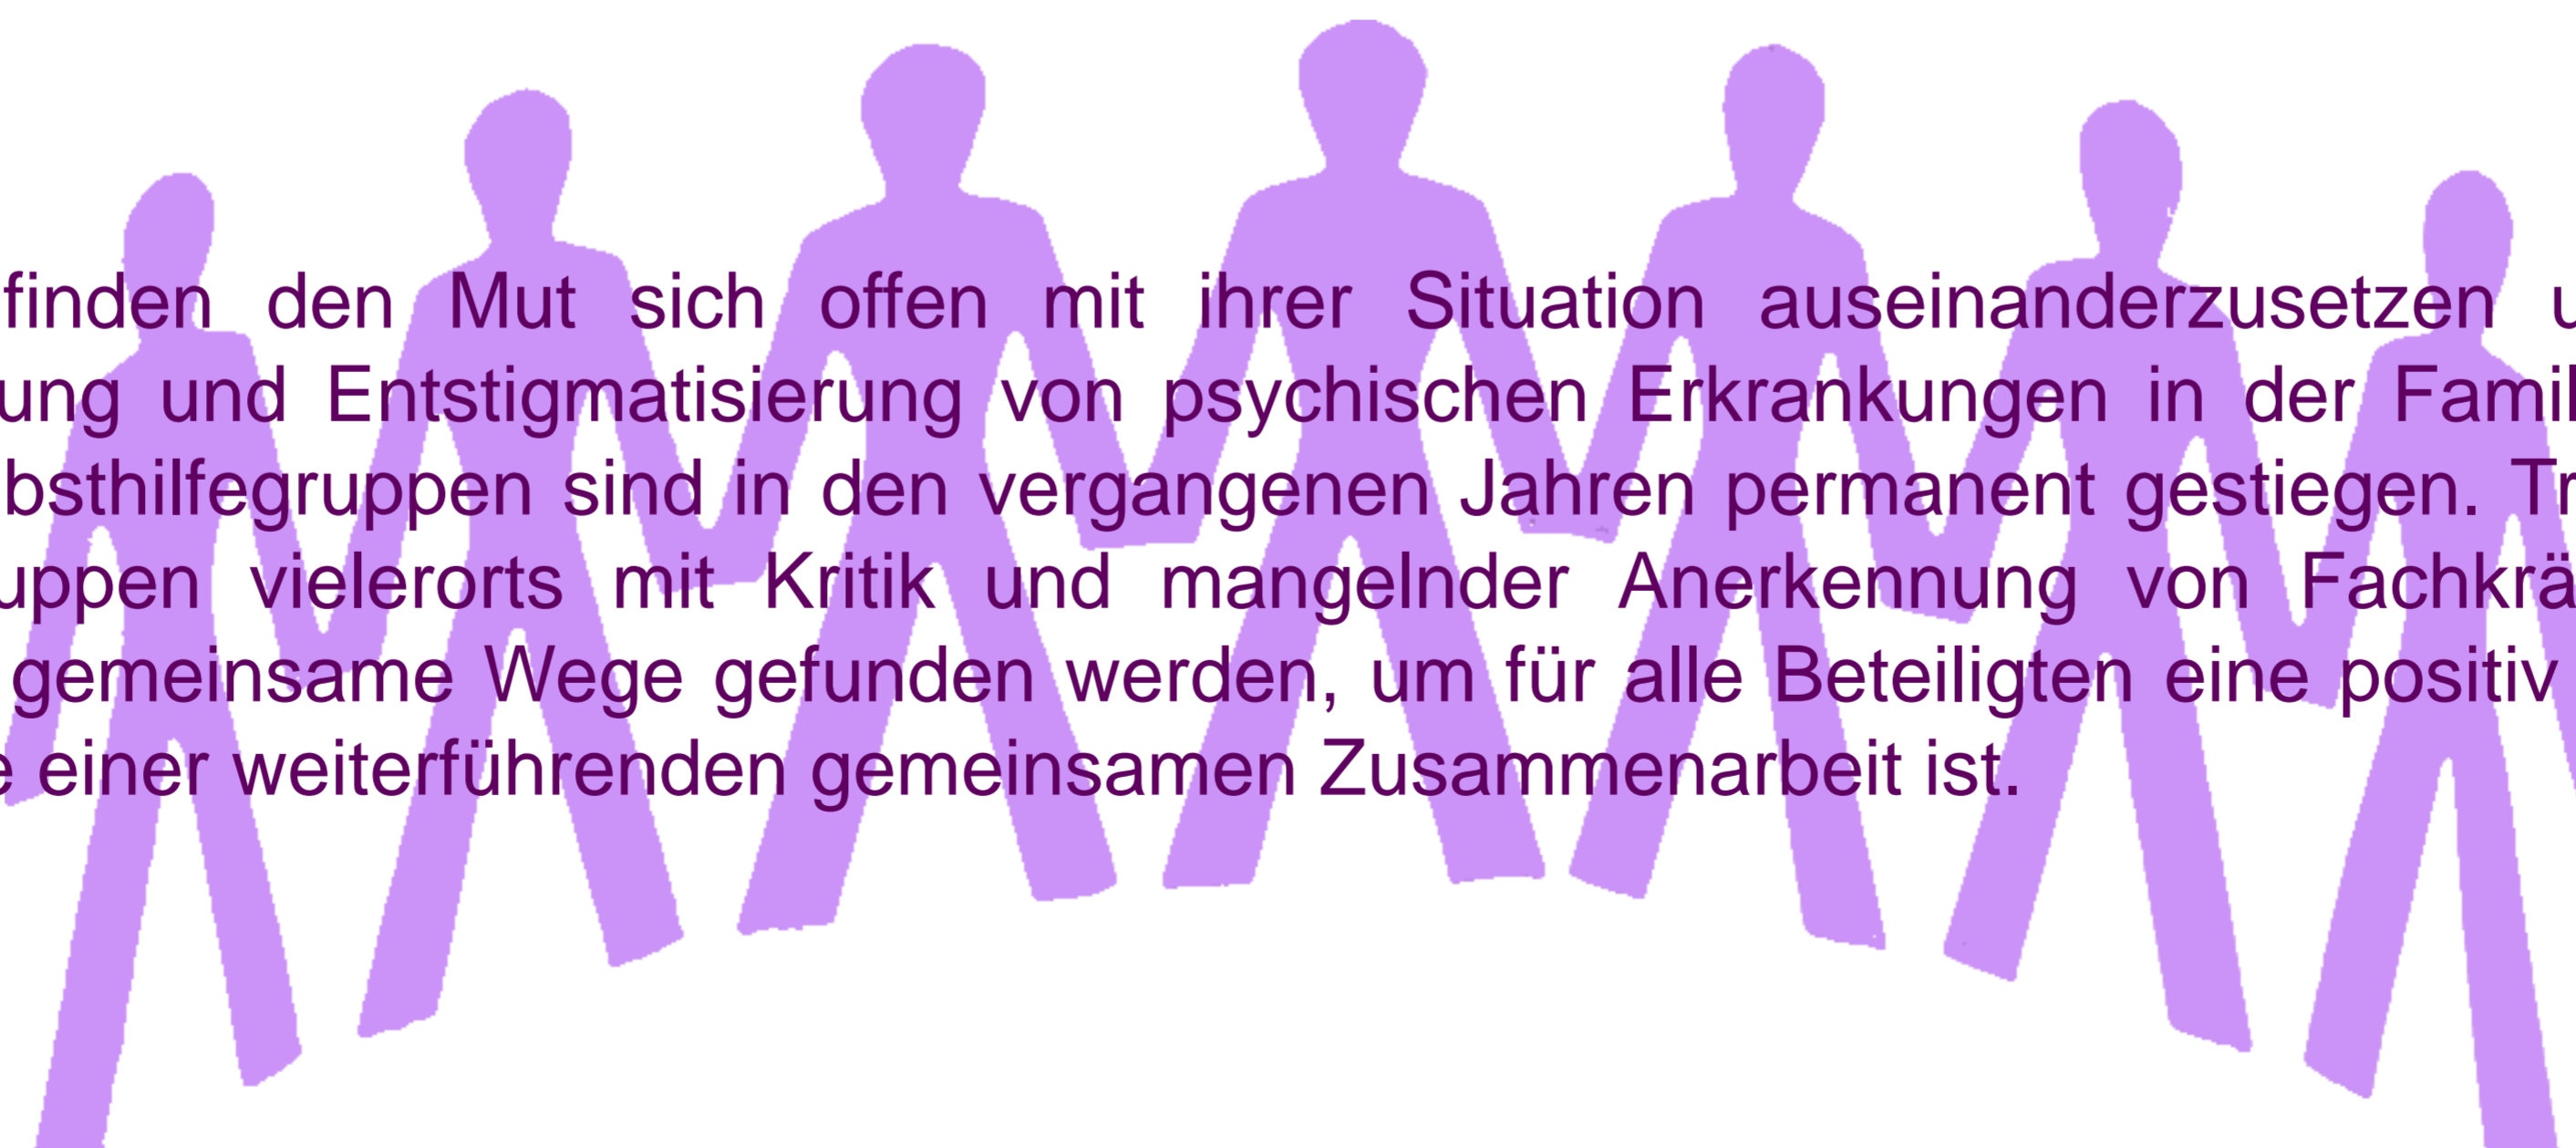 finden den Mut sich offen mit ihrer Situation auseinanderzusetzen u
ung und Entstigmatisierung von psychischen Erkrankungen in der Famil
bsthilfegruppen sind in den vergangenen Jahren permanent gestiegen. Tr
uppen vielerorts mit Kritik und mangelnder Anerkennung von Fachkrä
gemeinsame Wege gefunden werden, um für alle Beteiligten eine positiv
e einer weiterführenden gemeinsamen Zusammenarbeit ist.